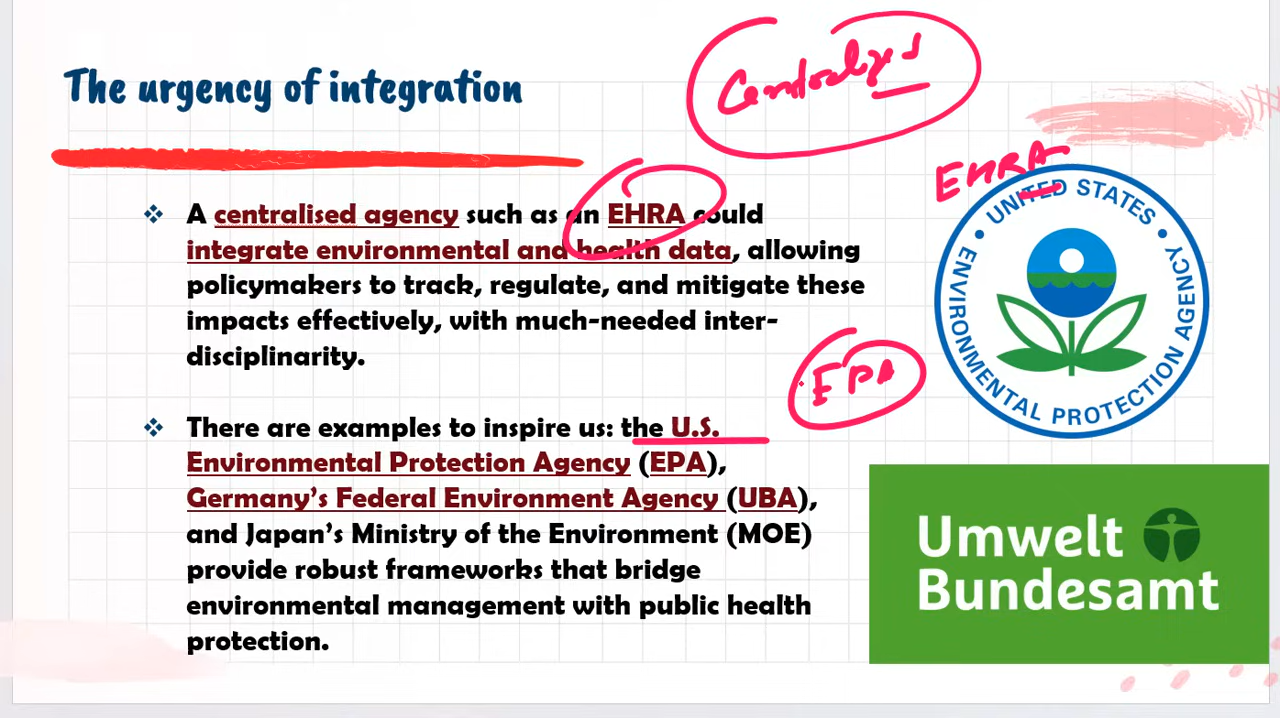 The urgency of integration
Centralized
EHRA
❖ A centralised agency such as an EHRA could
integrate environmental and health data, allowing
policymakers to track, regulate, and mitigate these
impacts effectively, with much-needed inter-
disciplinarity.
UNITED STATES
ENVIRONMENTAL PROTECTION AGENCY
EPA
❖ There are examples to inspire us: the U.S.
Environmental Protection Agency (EPA),
Germany’s Federal Environment Agency (UBA),
and Japan’s Ministry of the Environment (MOE)
provide robust frameworks that bridge
environmental management with public health
protection.
Umwelt
Bundesamt